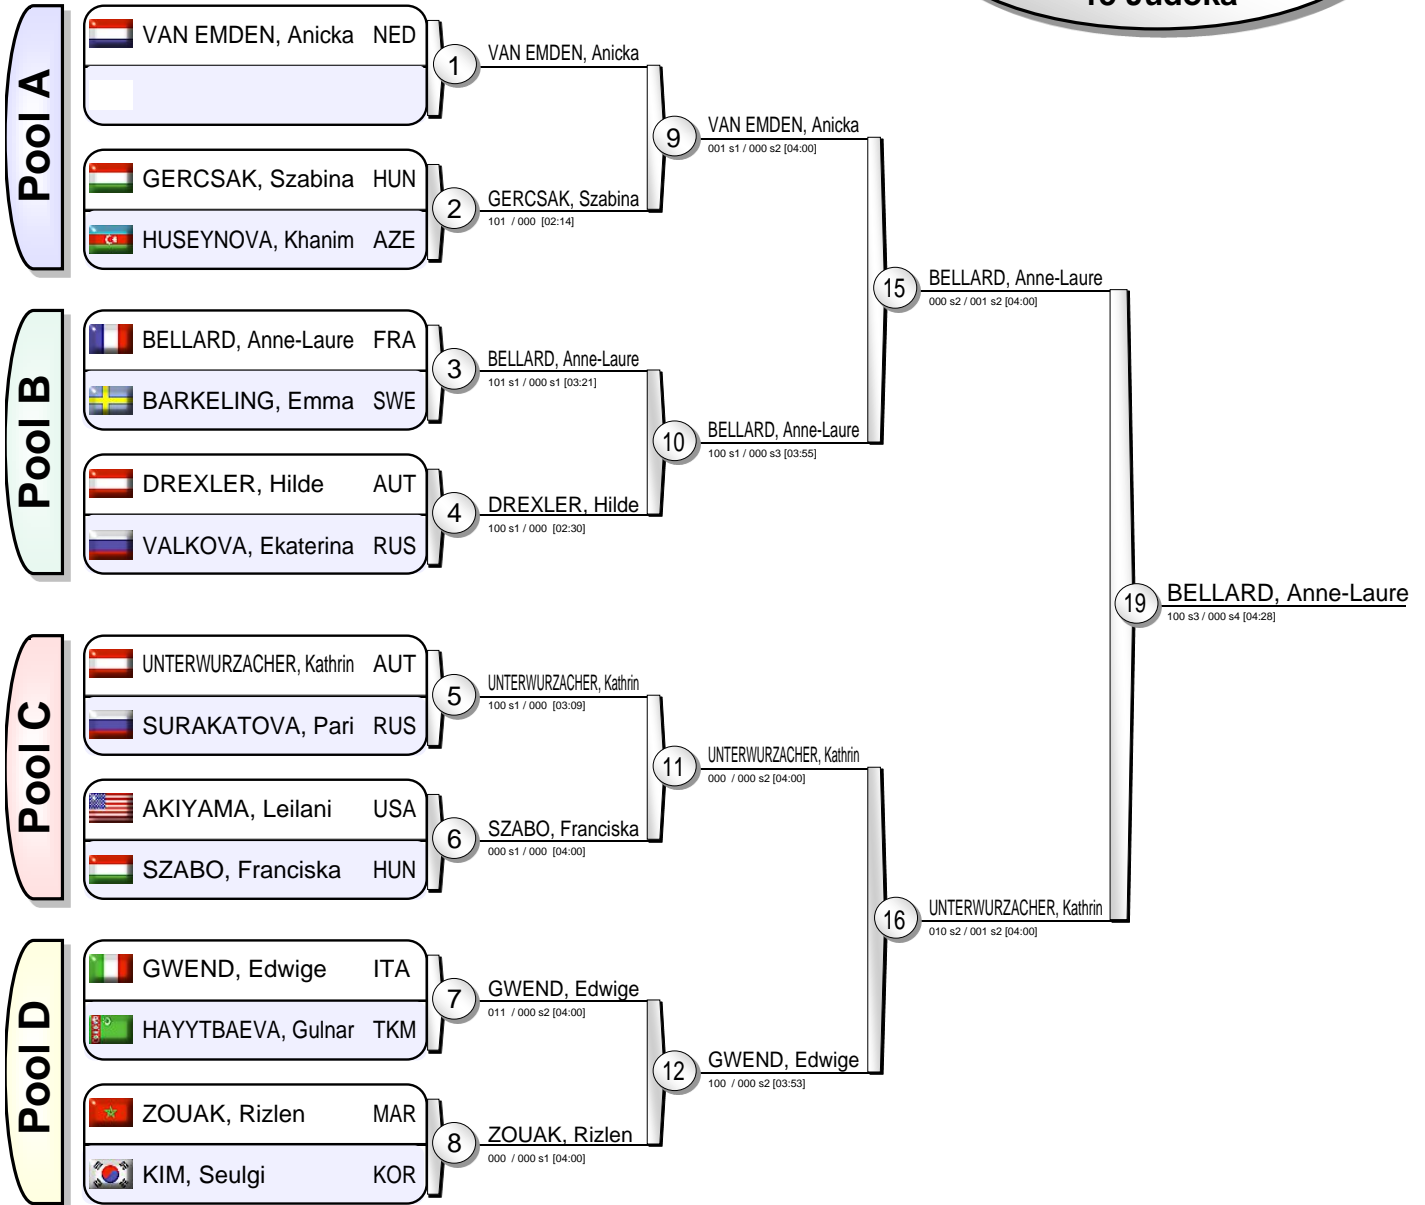 15 Judoka
Pool A
VAN EMDEN, Anicka NED
1
VAN EMDEN, Anicka
GERCSAK, Szabina HUN
HUSEYNOVA, Khanim AZE
2
GERCSAK, Szabina
101 / 000 [02:14]
9
VAN EMDEN, Anicka
001 s1 / 000 s2 [04:00]
Pool B
BELLARD, Anne-Laure FRA
BARKELING, Emma SWE
3
BELLARD, Anne-Laure
101 s1 / 000 s1 [03:21]
DREXLER, Hilde AUT
VALKOVA, Ekaterina RUS
4
DREXLER, Hilde
100 s1 / 000 [02:30]
10
BELLARD, Anne-Laure
100 s1 / 000 s3 [03:55]
15
BELLARD, Anne-Laure
000 s2 / 001 s2 [04:00]
Pool C
UNTERWURZACHER, Kathrin AUT
SURAKATOVA, Pari RUS
5
UNTERWURZACHER, Kathrin
100 s1 / 000 [03:09]
AKIYAMA, Leilani USA
SZABO, Franciska HUN
6
SZABO, Franciska
000 s1 / 000 [04:00]
11
UNTERWURZACHER, Kathrin
000 / 000 s2 [04:00]
Pool D
GWEND, Edwige ITA
HAYYTBAEVA, Gulnar TKM
7
GWEND, Edwige
011 / 000 s2 [04:00]
ZOUAK, Rizlen MAR
KIM, Seulgi KOR
8
ZOUAK, Rizlen
000 / 000 s1 [04:00]
12
GWEND, Edwige
100 / 000 s2 [03:53]
16
UNTERWURZACHER, Kathrin
010 s2 / 001 s2 [04:00]
19
BELLARD, Anne-Laure
100 s3 / 000 s4 [04:28]